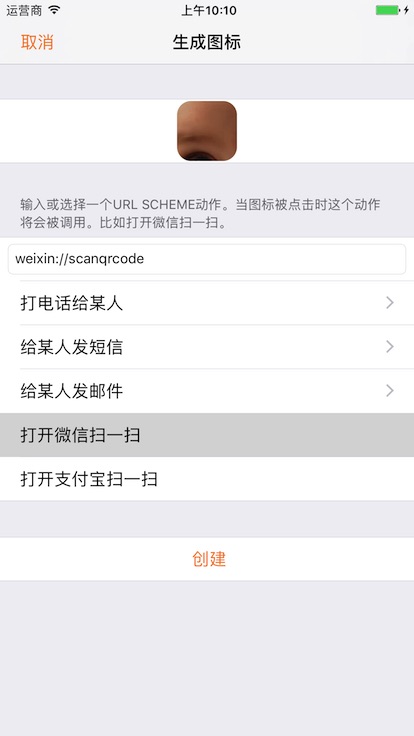 运营商 上午10:10
取消 生成图标
输入或选择一个URL SCHEME动作。当图标被点击时这个动作
将会被调用。比如打开微信扫一扫。
weixin://scanqrcode
打电话给某人
给某人发短信
给某人发邮件
打开微信扫一扫
打开支付宝扫一扫
创建